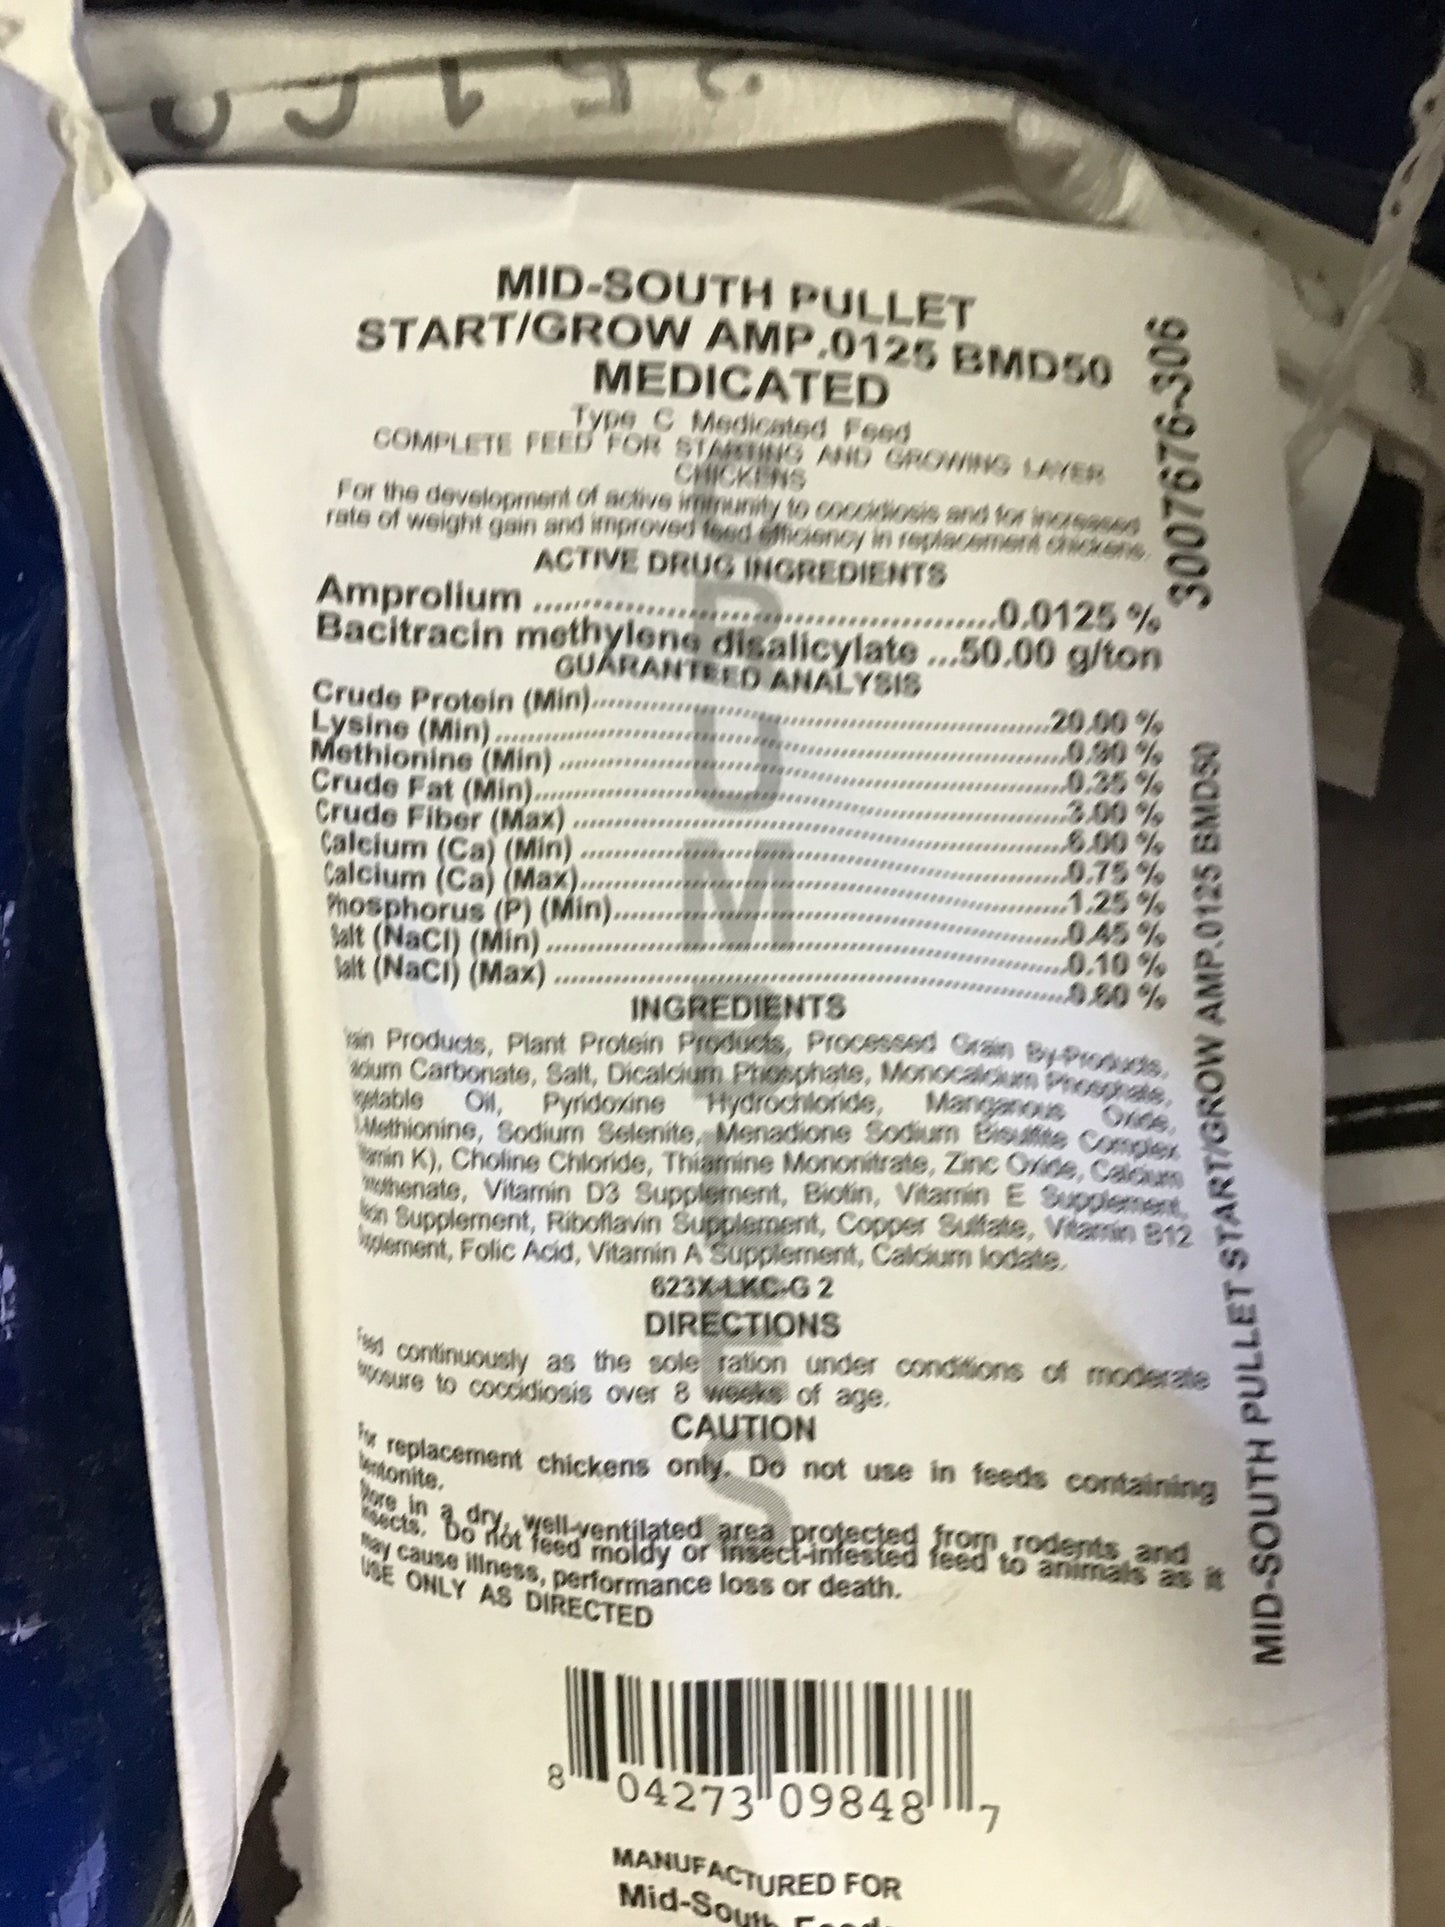 MID-SOUTH PULLET
START/GROW AMP.0125 BMD50
MEDICATED
Type C Medicated Feed
COMPLETE FEED FOR STARTING AND GROWING LAYER
CHICKENS
For the development of active immunity to coccidiosis and for increased
rate of weight gain and improved feed efficiency in replacement chickens.
ACTIVE DRUG INGREDIENTS
Amprolium ........................................0.0125 %
Bacitracin methylene disalicylate ...50.00 g/ton
GUARANTEED ANALYSIS
Crude Protein (Min)........................................20.00 %
Lysine (Min) ........................................0.90 %
Methionine (Min) ........................................0.35 %
Crude Fat (Min)........................................3.00 %
Crude Fiber (Max) ........................................6.00 %
Calcium (Ca) (Min) ........................................0.75 %
Calcium (Ca) (Max)........................................1.25 %
Phosphorus (P) (Min)........................................0.45 %
Salt (NaCl) (Min) ........................................0.10 %
Salt (NaCl) (Max) ........................................0.60 %
INGREDIENTS
Products, Plant Protein Products, Processed Grain By-Products,
Carbonate, Salt, Dicalcium Phosphate, Monocalcium Phosphate,
Oil, Pyridoxine Hydrochloride, Manganous Oxide,
Methionine, Sodium Selenite, Menadione Sodium Bisulfite Complex
K), Choline Chloride, Thiamine Mononitrate, Zinc Oxide, Calcium
Vitamin D3 Supplement, Biotin, Vitamin E Supplement,
Supplement, Riboflavin Supplement, Copper Sulfate, Vitamin B12
Supplement, Folic Acid, Vitamin A Supplement, Calcium Iodate.
623X-LKC-G 2
DIRECTIONS
Feed continuously as the sole ration under conditions of moderate
exposure to coccidiosis over 8 weeks of age.
CAUTION
For replacement chickens only. Do not use in feeds containing
bentonite.
Store in a dry, well-ventilated area protected from rodents and
insects. Do not feed moldy or insect-infested feed to animals as it
may cause illness, performance loss or death.
USE ONLY AS DIRECTED
8 04273 09848 7
MANUFACTURED FOR
Mid-South Feeds
3007676-306
MID-SOUTH PULLET START/GROW AMP.0125 BMD50